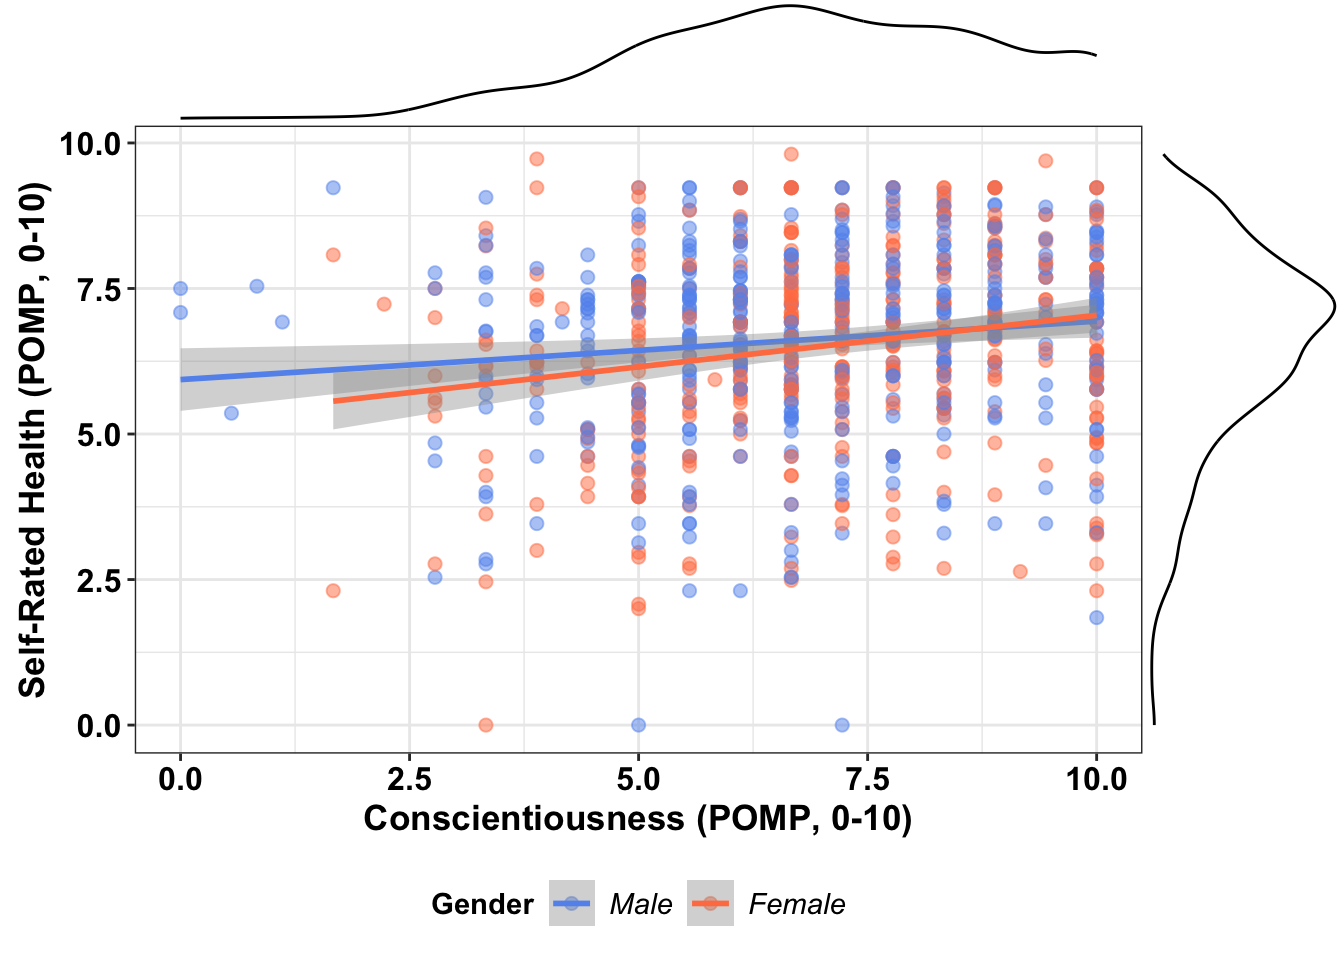 10.0
7.5
5.0
2.5
0.0
Self-Rated Health (POMP, 0-10)
0.0 2.5 5.0 7.5 10.0
Conscientiousness (POMP, 0-10)
Gender Male Female